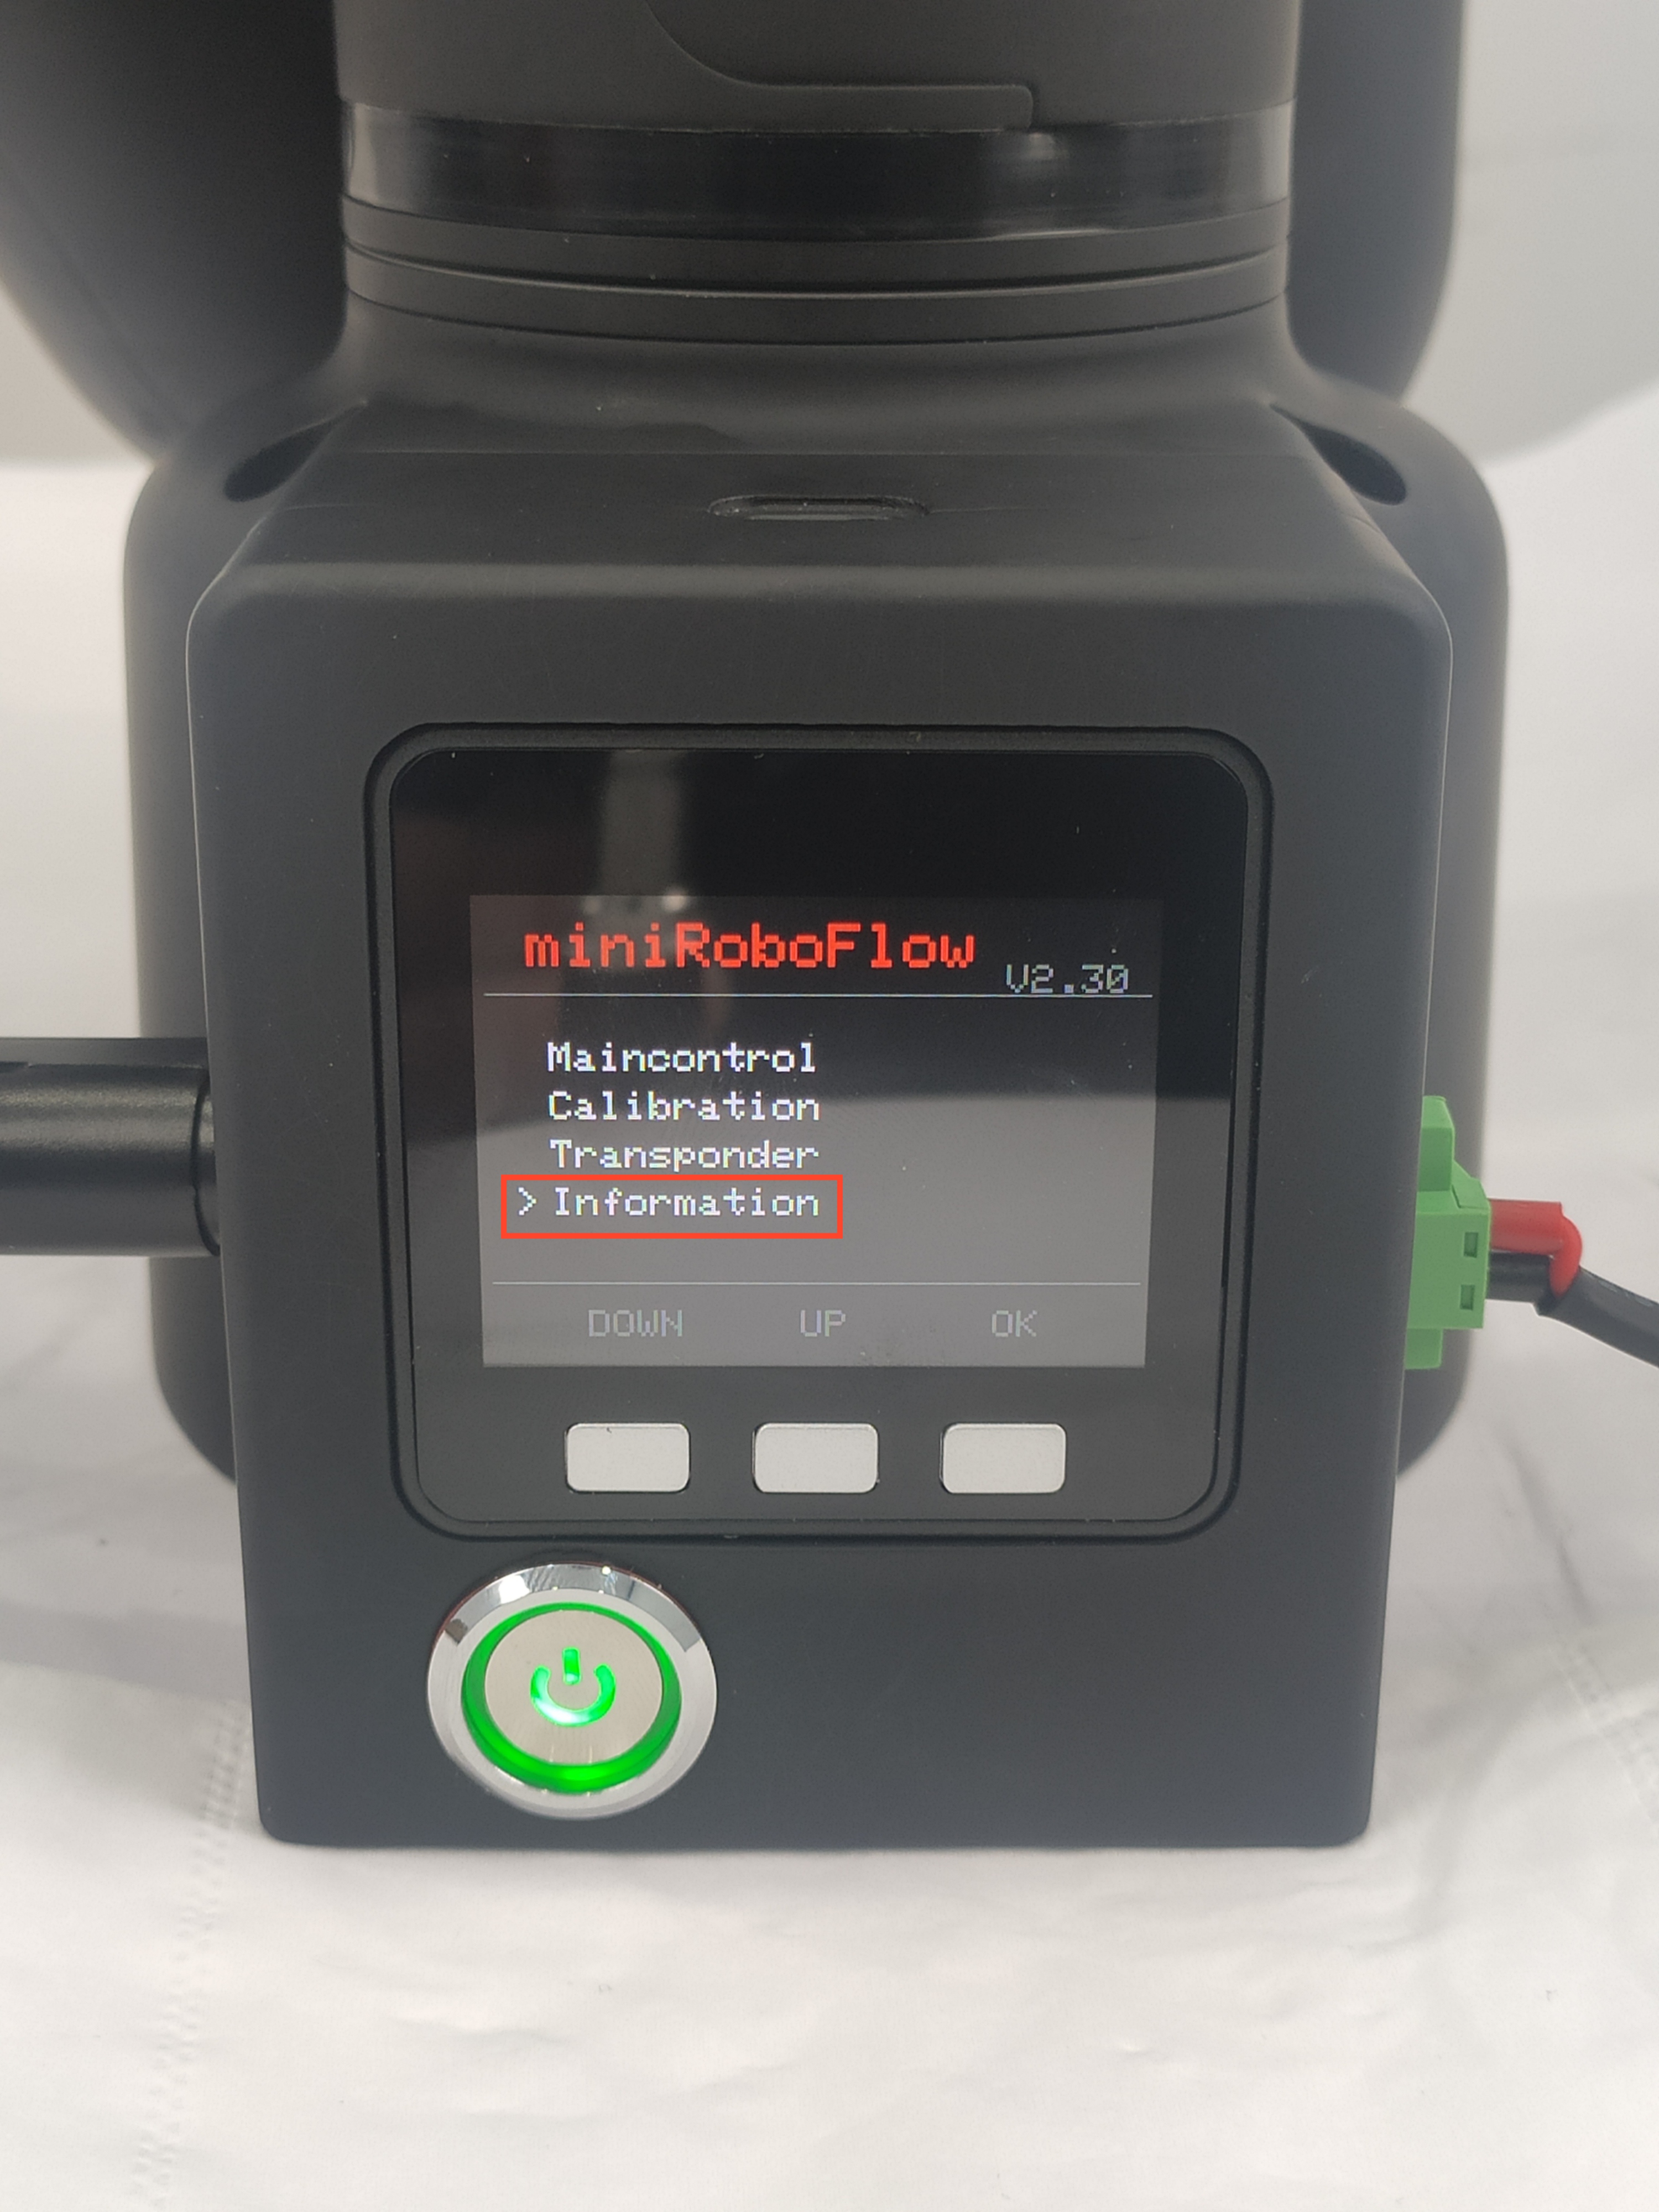 miniRoboFlow
V2.30
Maincontrol
Calibration
Transponder
> Information
DOWN UP OK